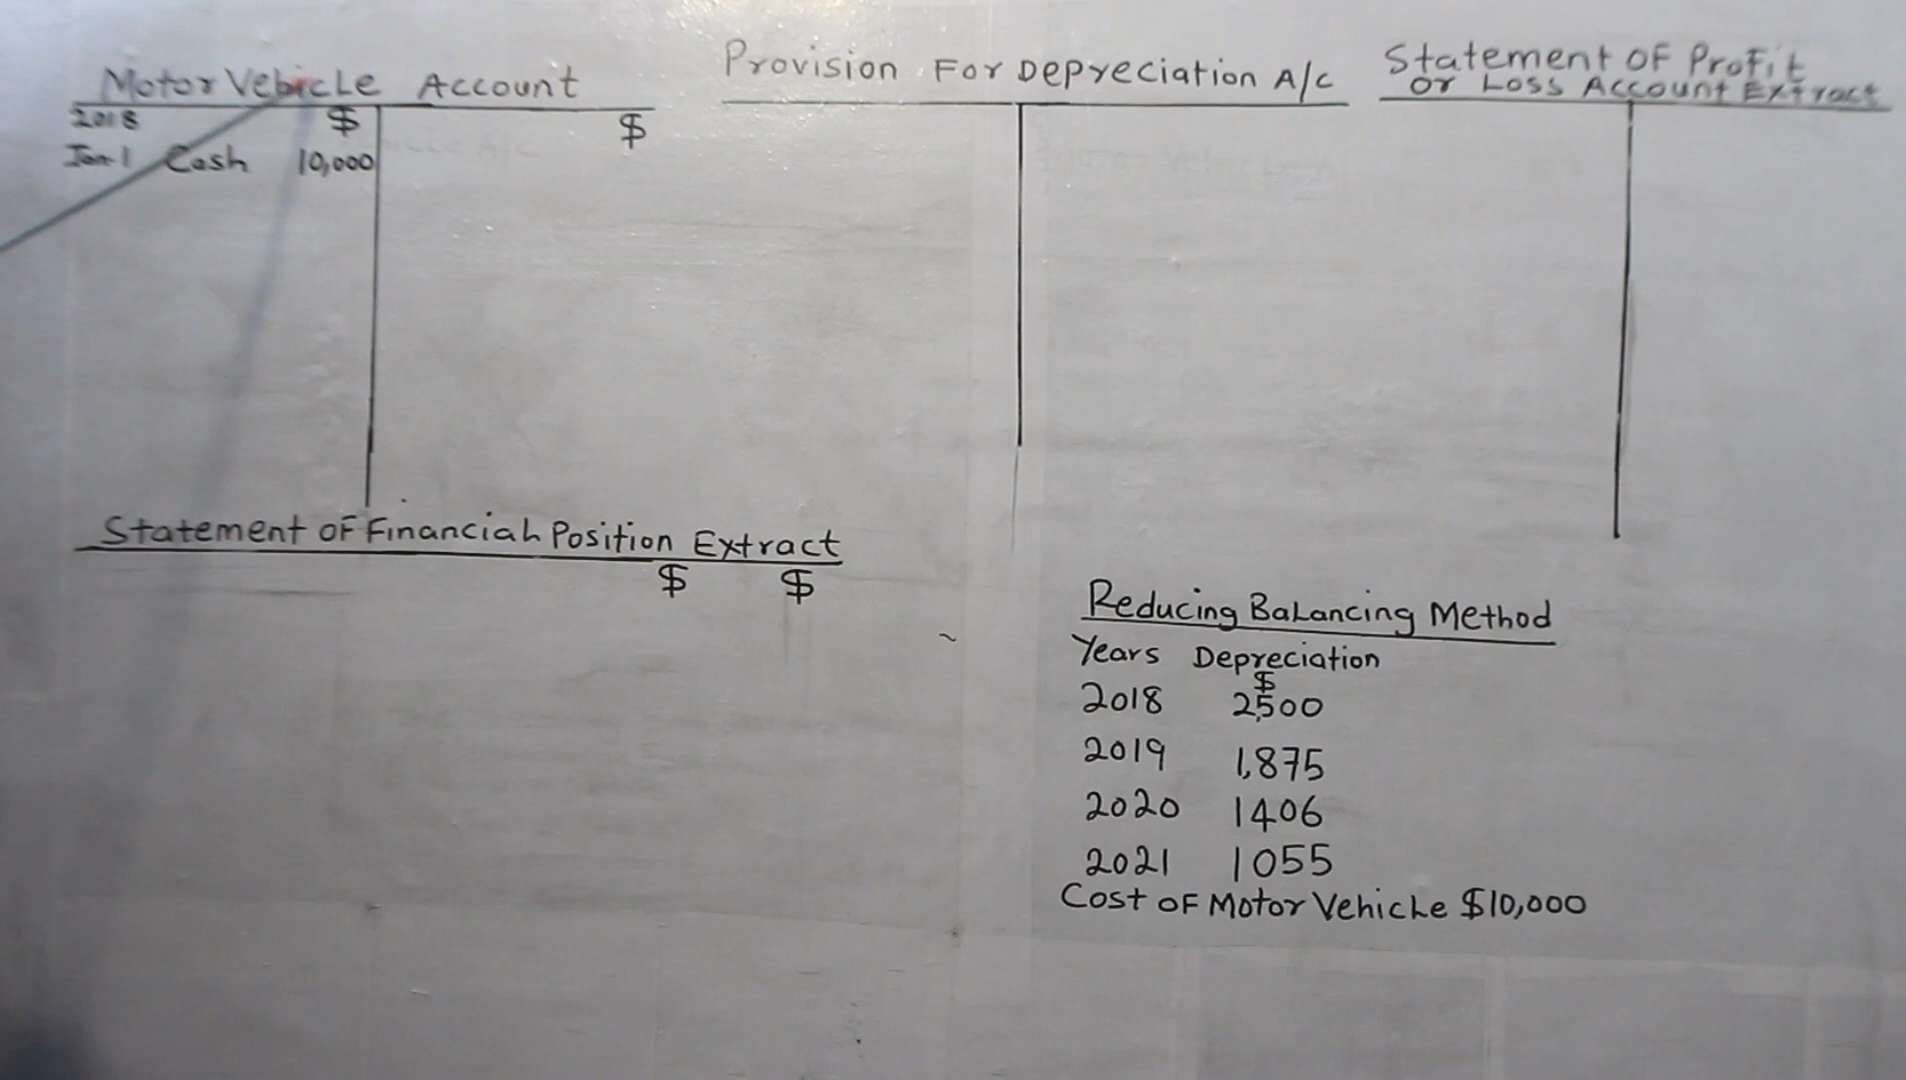 Motor Vehicle Account
2018 $ $
Jan 1 Cash 10,000
Provision For Depreciation A/C
Statement of Profit
or Loss Account Extract
Statement of Financial Position Extract
$ $
Reducing Balancing Method
Years Depreciation
$
2018 2,500
2019 1,875
2020 1406
2021 1055
Cost of Motor Vehicle $10,000